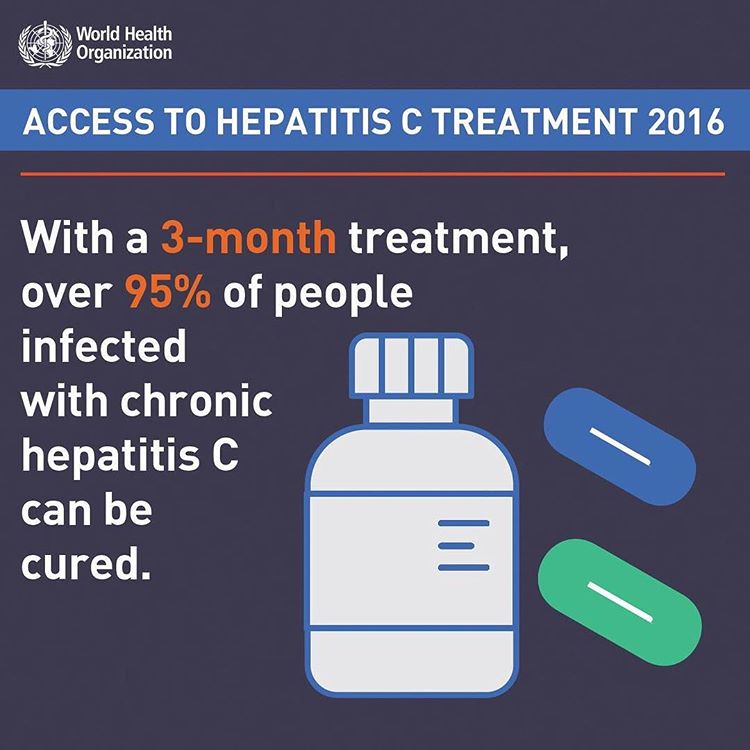 World Health
Organization
ACCESS TO HEPATITIS C TREATMENT 2016
With a 3-month treatment,
over 95% of people
infected
with chronic
hepatitis C
can be
cured.